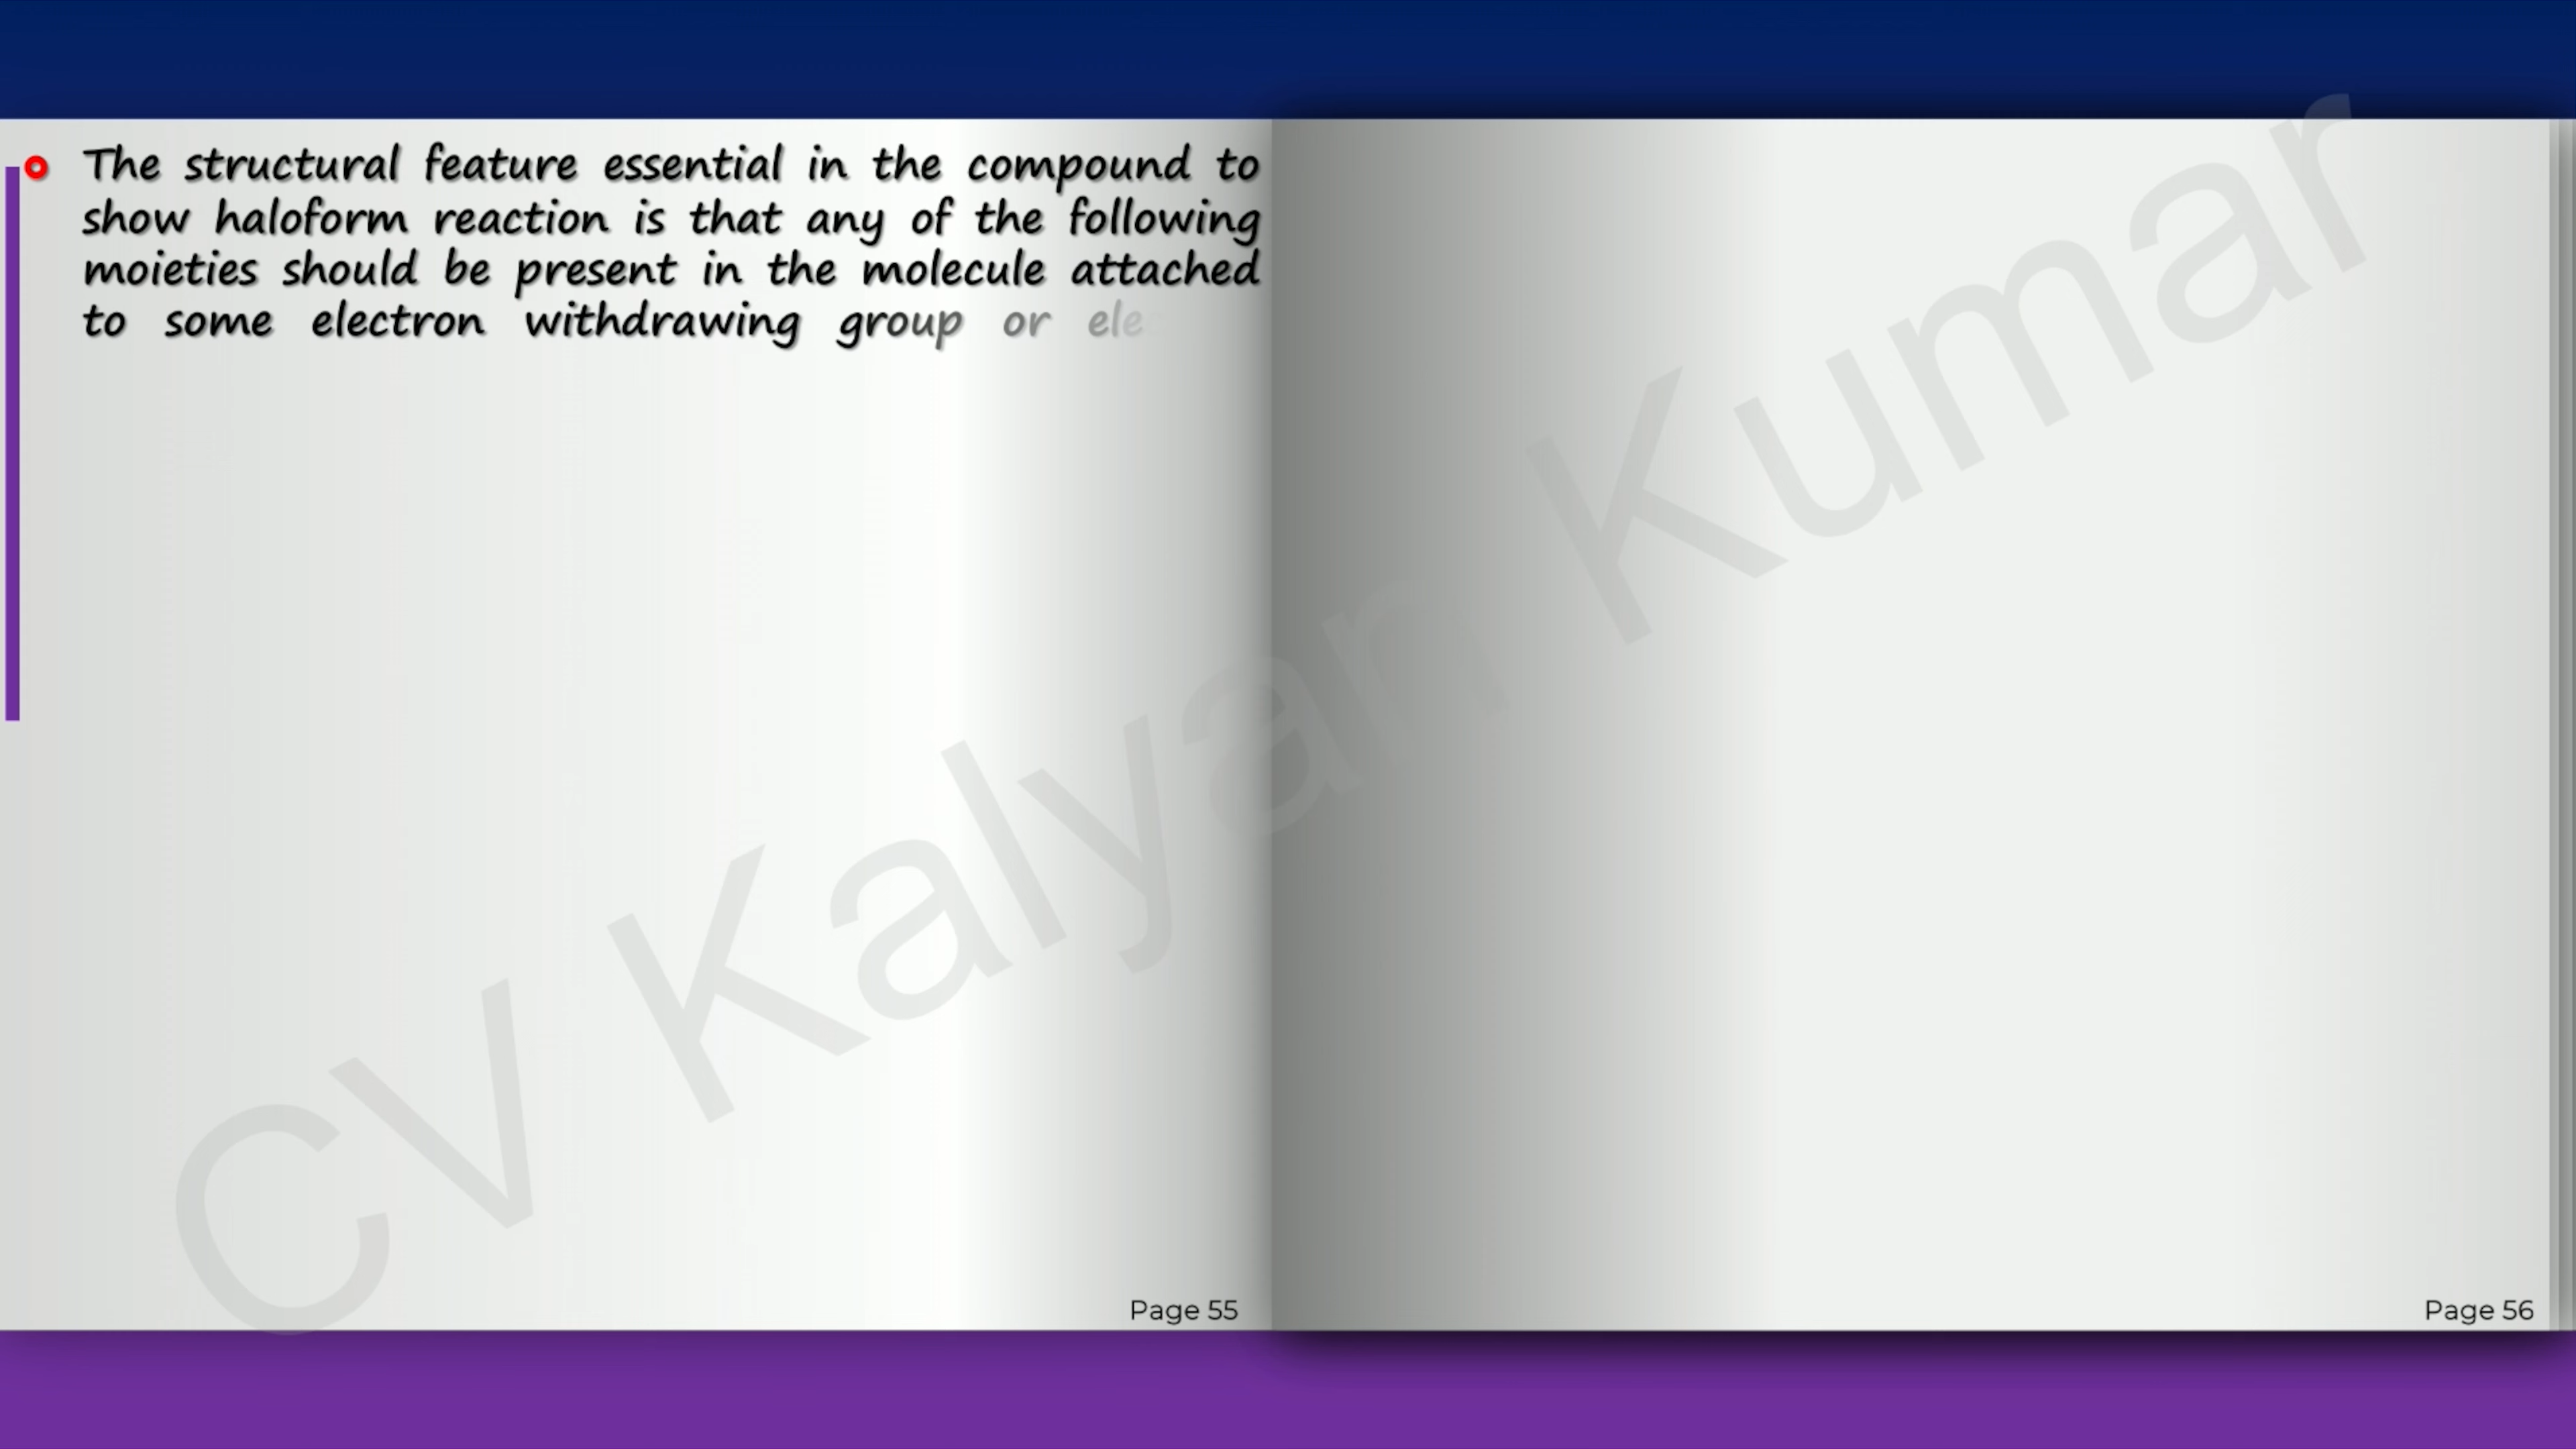 The structural feature essential in the compound to
show haloform reaction is that any of the following
moieties should be present in the molecule attached
to some electron withdrawing group or elec
CV Kalyan Kumar
Page 55
Page 56